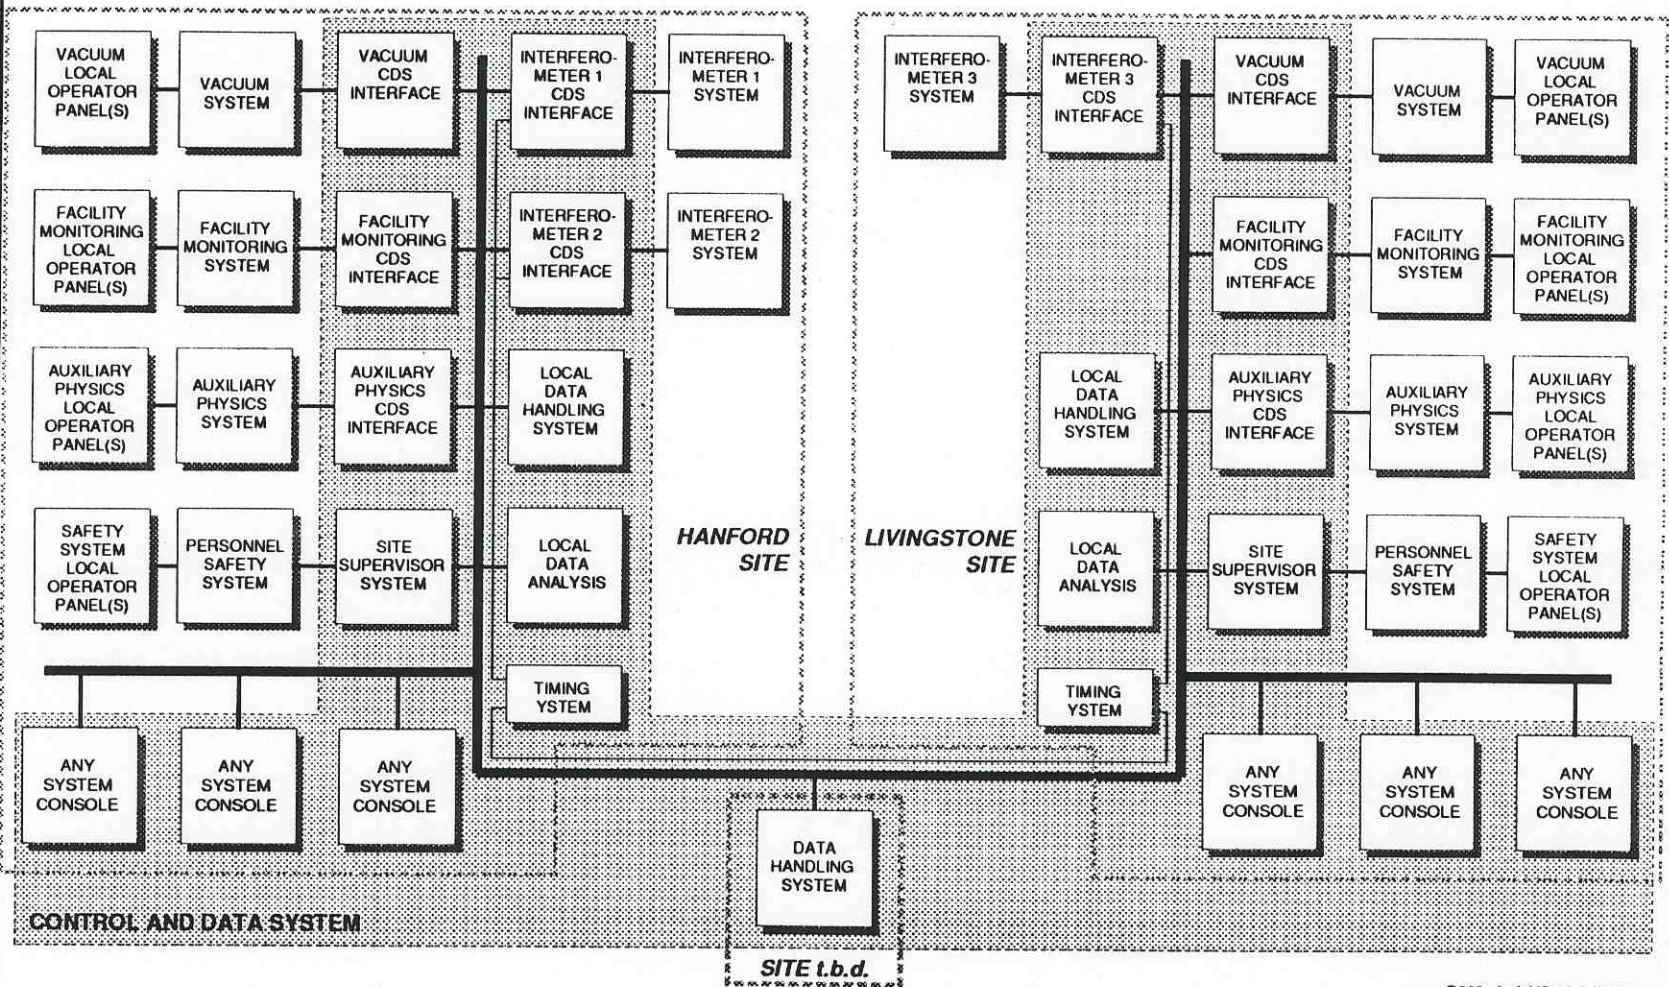 VACUUM
LOCAL
OPERATOR
PANEL(S)
VACUUM
SYSTEM
VACUUM
CDS
INTERFACE
INTERFERO-
METER 1
CDS
INTERFACE
INTERFERO-
METER 1
SYSTEM
INTERFERO-
METER 3
SYSTEM
INTERFERO-
METER 3
CDS
INTERFACE
VACUUM
CDS
INTERFACE
VACUUM
SYSTEM
VACUUM
LOCAL
OPERATOR
PANEL(S)
FACILITY
MONITORING
LOCAL
OPERATOR
PANEL(S)
FACILITY
MONITORING
SYSTEM
FACILITY
MONITORING
CDS
INTERFACE
INTERFERO-
METER 2
CDS
INTERFACE
INTERFERO-
METER 2
SYSTEM
FACILITY
MONITORING
CDS
INTERFACE
FACILITY
MONITORING
SYSTEM
FACILITY
MONITORING
LOCAL
OPERATOR
PANEL(S)
AUXILIARY
PHYSICS
LOCAL
OPERATOR
PANEL(S)
AUXILIARY
PHYSICS
SYSTEM
AUXILIARY
PHYSICS
CDS
INTERFACE
LOCAL
DATA
HANDLING
SYSTEM
LOCAL
DATA
HANDLING
SYSTEM
AUXILIARY
PHYSICS
CDS
INTERFACE
AUXILIARY
PHYSICS
SYSTEM
AUXILIARY
PHYSICS
LOCAL
OPERATOR
PANEL(S)
SAFETY
SYSTEM
LOCAL
OPERATOR
PANEL(S)
PERSONNEL
SAFETY
SYSTEM
SITE
SUPERVISOR
SYSTEM
LOCAL
DATA
ANALYSIS
HANFORD
SITE
LIVINGSTONE
SITE
LOCAL
DATA
ANALYSIS
SITE
SUPERVISOR
SYSTEM
PERSONNEL
SAFETY
SYSTEM
SAFETY
SYSTEM
LOCAL
OPERATOR
PANEL(S)
TIMING
YSTEM
TIMING
YSTEM
ANY
SYSTEM
CONSOLE
ANY
SYSTEM
CONSOLE
ANY
SYSTEM
CONSOLE
ANY
SYSTEM
CONSOLE
ANY
SYSTEM
CONSOLE
ANY
SYSTEM
CONSOLE
DATA
HANDLING
SYSTEM
CONTROL AND DATA SYSTEM
SITE t.b.d.